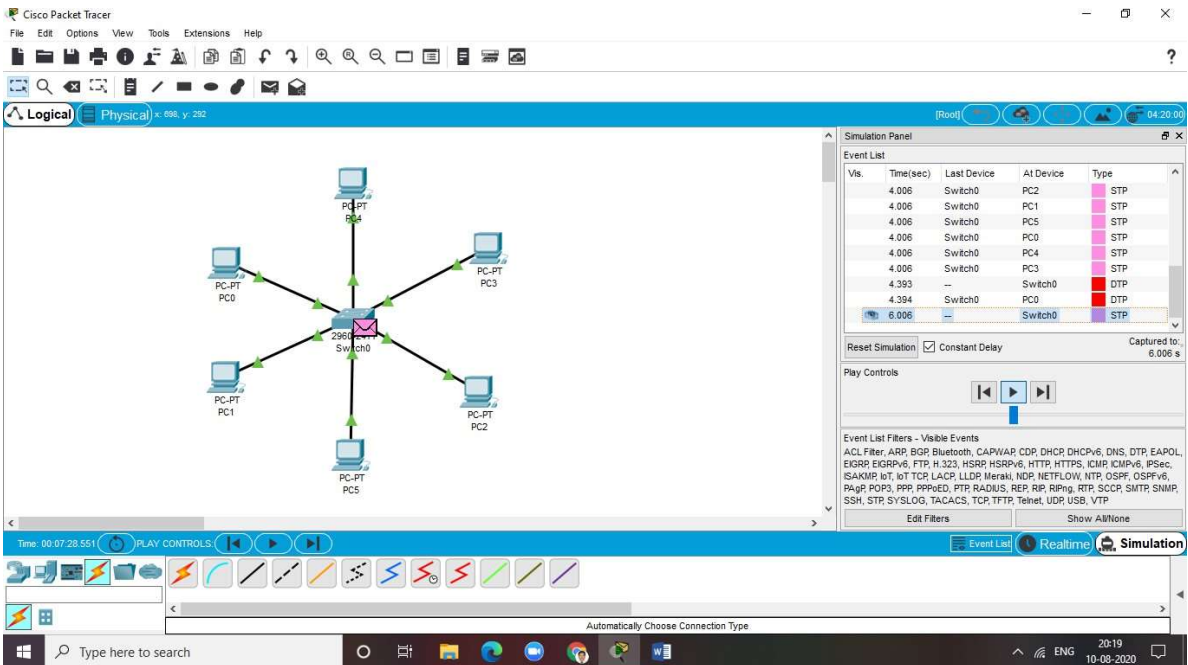 Cisco Packet Tracer
File Edit Options View Tools Extensions Help
Logical Physical x: 698, y: 292 [Root] 04:20:00
PC-PT
PC4
PC-PT
PC3
PC-PT
PC0
Switch0
PC-PT
PC1
PC-PT
PC2
PC-PT
PC5
Simulation Panel
Event List
Vis. Time(sec) Last Device At Device Type
4.006 Switch0 PC2 STP
4.006 Switch0 PC1 STP
4.006 Switch0 PC5 STP
4.006 Switch0 PC0 STP
4.006 Switch0 PC4 STP
4.006 Switch0 PC3 STP
4.393 -- Switch0 DTP
4.394 Switch0 PC0 DTP
6.006 -- Switch0 STP
Reset Simulation Constant Delay Captured to:
6.006 s
Play Controls
Event List Filters - Visible Events
ACL Filter, ARP, BGP, Bluetooth, CAPWAP, CDP, DHCP, DHCPv6, DNS, DTP, EAPOL,
EIGRP, EIGRPv6, FTP, H.323, HSRP, HSRPv6, HTTP, HTTPS, ICMP, ICMPv6, IPSec,
ISAKMP, IoT, IoT TCP, LACP, LLDP, Meraki, NDP, NETFLOW, NTP, OSPF, OSPFv6,
PAgP, POP3, PPP, PPPoED, PTP, RADIUS, REP, RIP, RIPng, RTP, SCCP, SMTP, SNMP,
SSH, STP, SYSLOG, TACACS, TCP, TFTP, Telnet, UDP, USB, VTP
Edit Filters Show All/None
Time: 00:07:28.551 PLAY CONTROLS: Event List Realtime Simulation
Automatically Choose Connection Type
Type here to search
ENG
20:19
10-08-2020